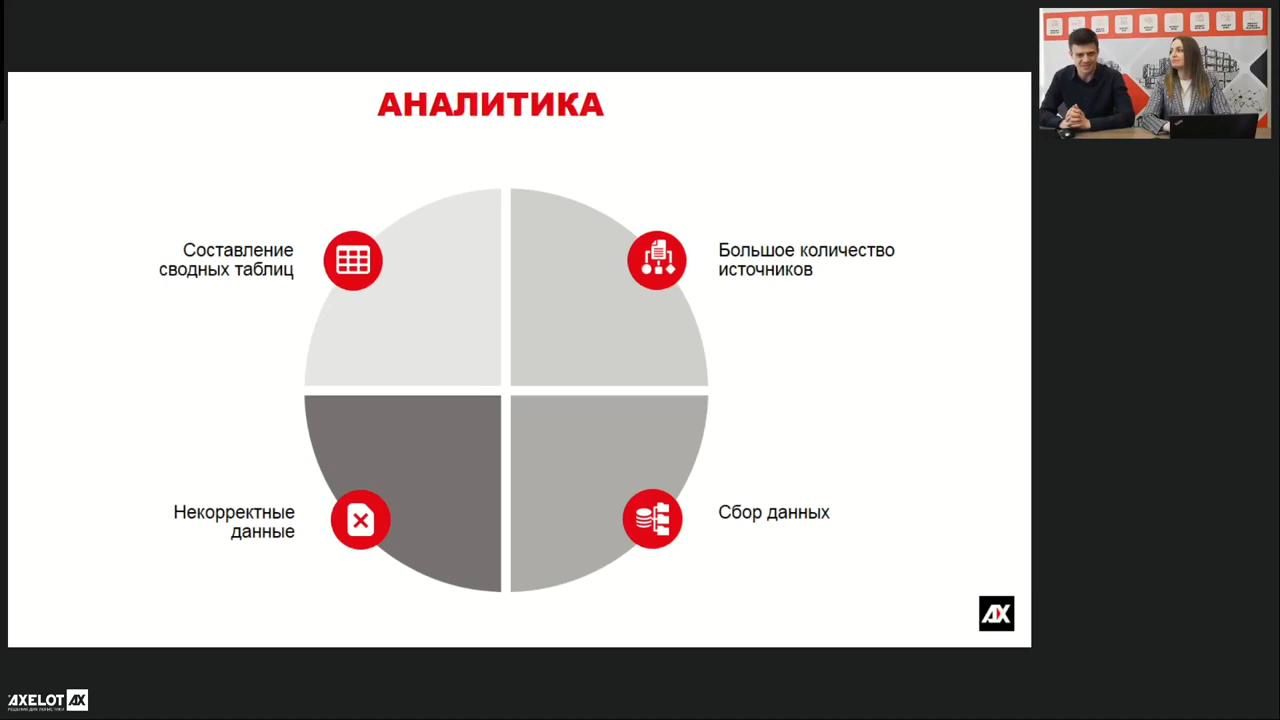 АНАЛИТИКА
Составление
сводных таблиц
Большое количество
источников
Некорректные
данные
Сбор данных
AX
AXELOT AX